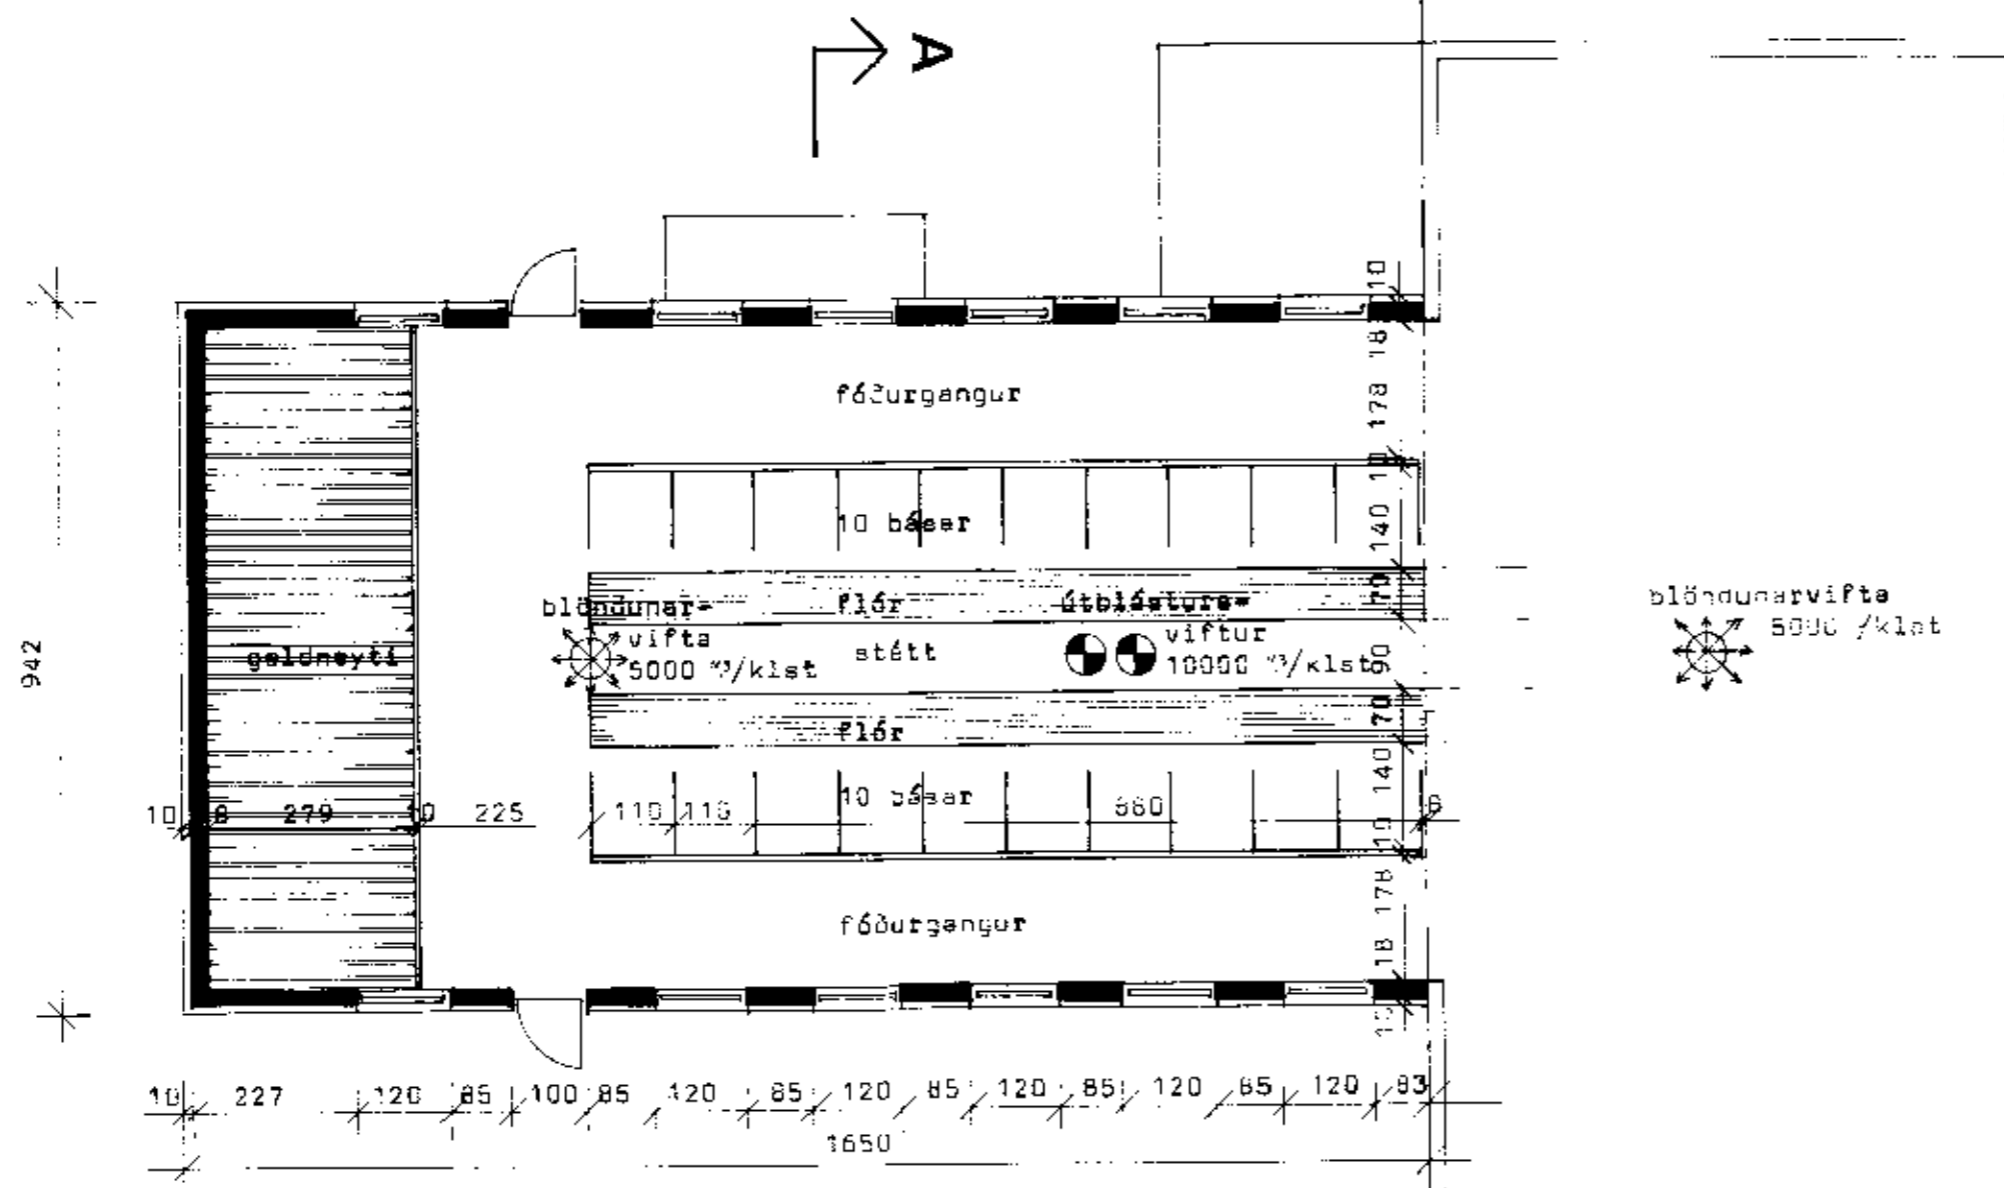 A
10
18
fóðurgangur
178
10
140
10 básar
70
blöndunar-
flór
útblásturs-
blöndunarvifta
vifta
stétt
viftur
5000 /klst
942
geldneyti
5000 m³/klst
10000 m³/klst
90
70
flór
140
10 básar
10 8 279 10 225 110 110 880 6
10
178
fóðurgangur
18
10
10 227 120 85 100 85 120 85 120 85 120 85 120 85 120 83
1650